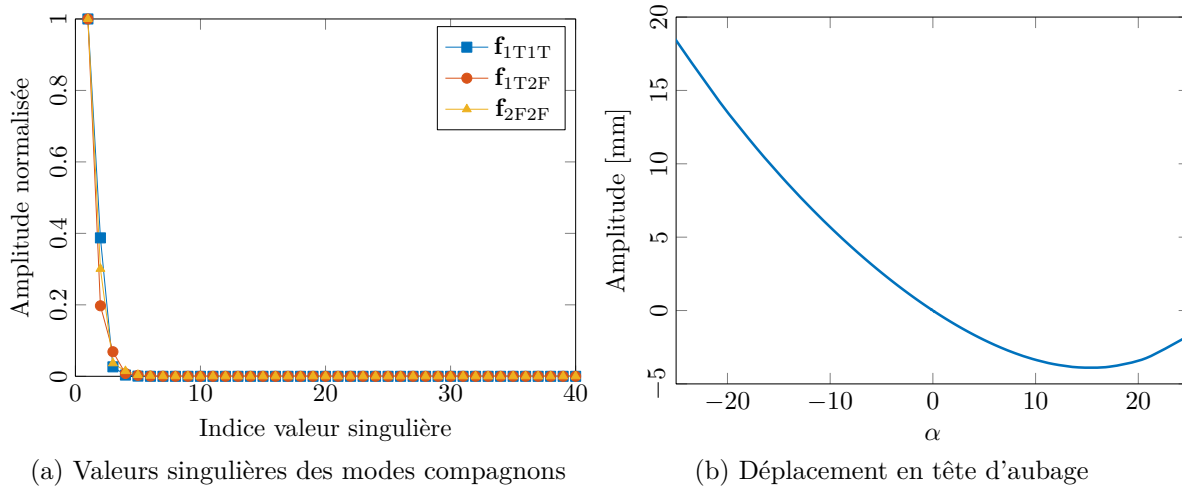 Amplitude normalisée
1
0.8
0.6
0.4
0.2
0
0
10
20
30
40
Indice valeur singulière
f1T1T
f1T2F
f2F2F
(a) Valeurs singulières des modes compagnons
Amplitude [mm]
20
15
10
5
0
−5
−20
−10
0
10
20
α
(b) Déplacement en tête d'aubage